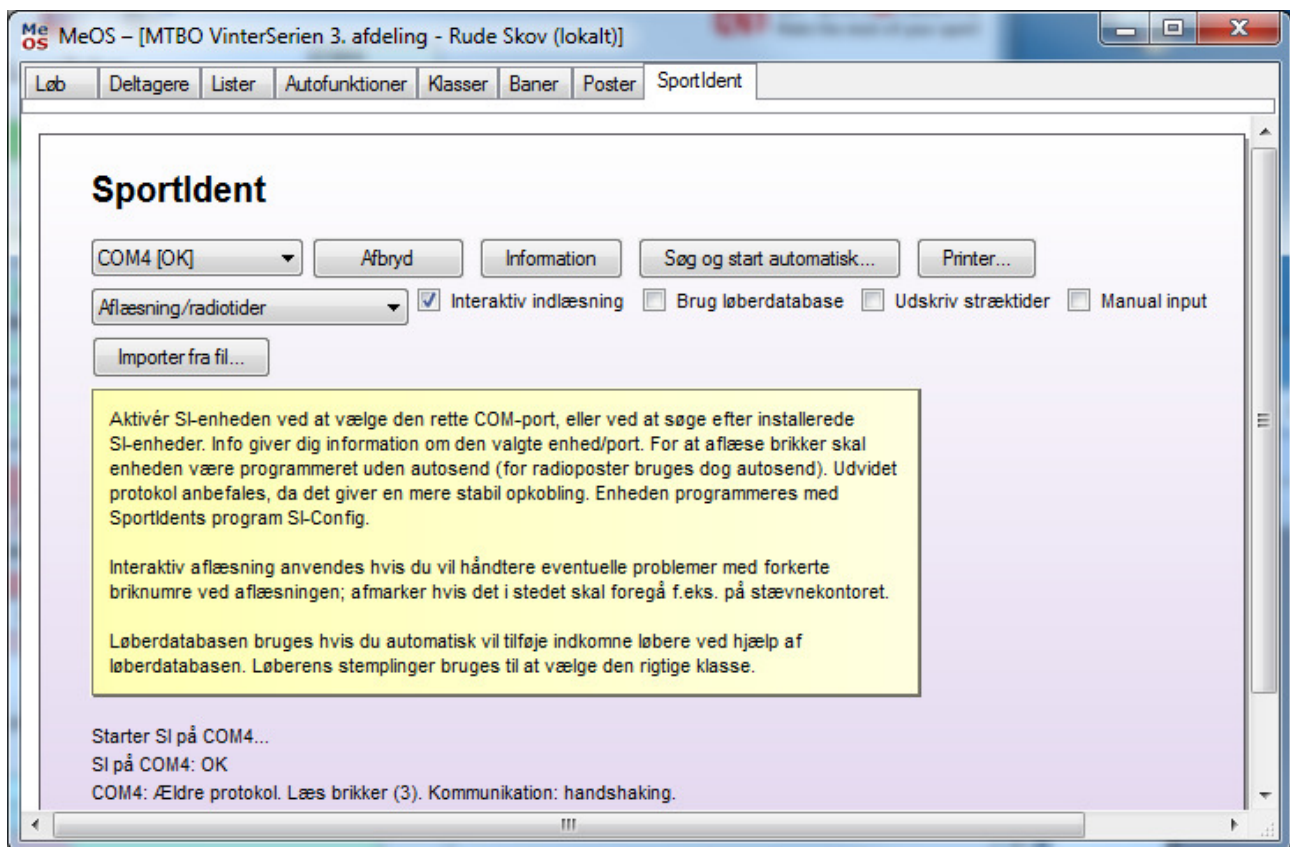 MeOS – [MTBO VinterSerien 3. afdeling - Rude Skov (lokalt)]
Løb Deltagere Lister Autofunktioner Klasser Baner Poster SportIdent
SportIdent
COM4 [OK] Afbryd Information Søg og start automatisk... Printer...
Aflæsning/radiotider Interaktiv indlæsning Brug løberdatabase Udskriv stræktider Manual input
Importer fra fil...
Aktivér SI-enheden ved at vælge den rette COM-port, eller ved at søge efter installerede
SI-enheder. Info giver dig information om den valgte enhed/port. For at aflæse brikker skal
enheden være programmeret uden autosend (for radioposter bruges dog autosend). Udvidet
protokol anbefales, da det giver en mere stabil opkobling. Enheden programmeres med
SportIdents program SI-Config.
Interaktiv aflæsning anvendes hvis du vil håndtere eventuelle problemer med forkerte
briknumre ved aflæsningen; afmarker hvis det i stedet skal foregå f.eks. på stævnekontoret.
Løberdatabasen bruges hvis du automatisk vil tilføje indkomne løbere ved hjælp af
løberdatabasen. Løberens stemplinger bruges til at vælge den rigtige klasse.
Starter SI på COM4...
SI på COM4: OK
COM4: Ældre protokol. Læs brikker (3). Kommunikation: handshaking.